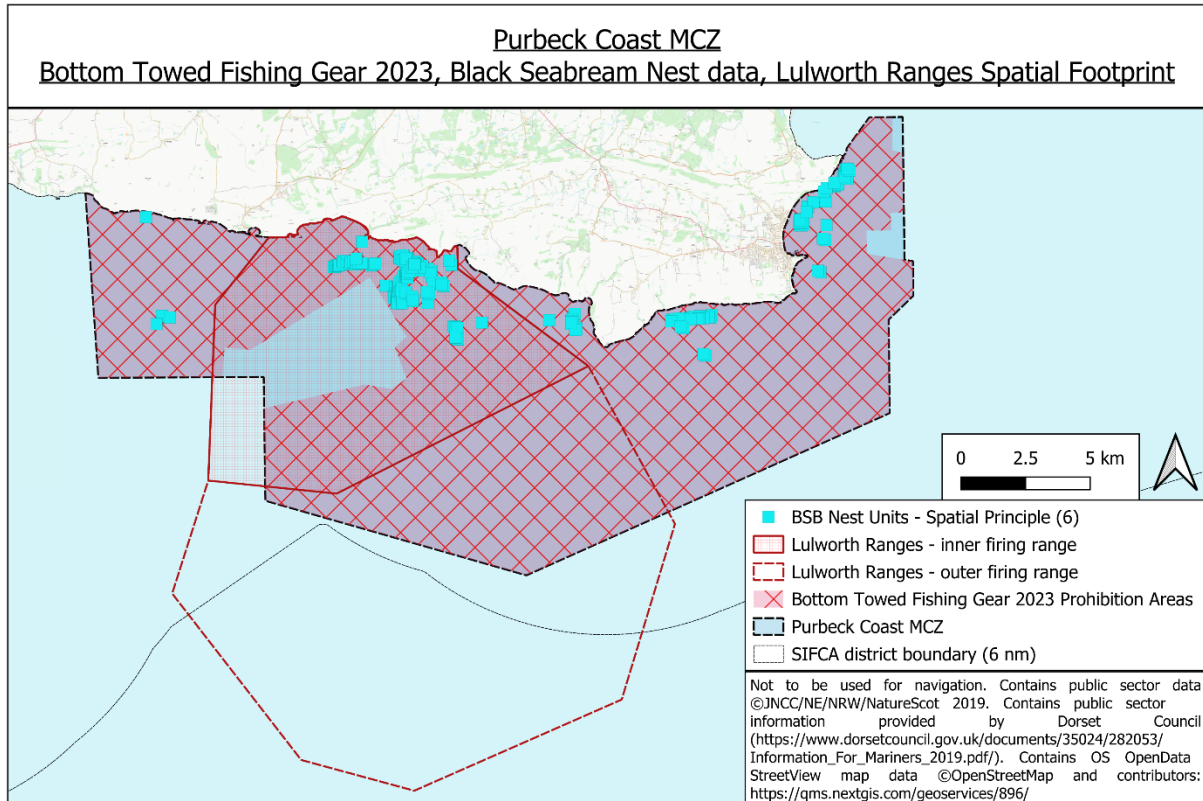 Purbeck Coast MCZ
Bottom Towed Fishing Gear 2023, Black Seabream Nest data, Lulworth Ranges Spatial Footprint
0 2.5 5 km
BSB Nest Units - Spatial Principle (6)
Lulworth Ranges - inner firing range
Lulworth Ranges - outer firing range
Bottom Towed Fishing Gear 2023 Prohibition Areas
Purbeck Coast MCZ
SIFCA district boundary (6 nm)
Not to be used for navigation. Contains public sector data
©JNCC/NE/NRW/NatureScot 2019. Contains public sector
information provided by Dorset Council
(https://www.dorsetcouncil.gov.uk/documents/35024/282053/
Information_For_Mariners_2019.pdf/). Contains OS OpenData
StreetView map data ©OpenStreetMap and contributors:
https://qms.nextgis.com/geoservices/896/